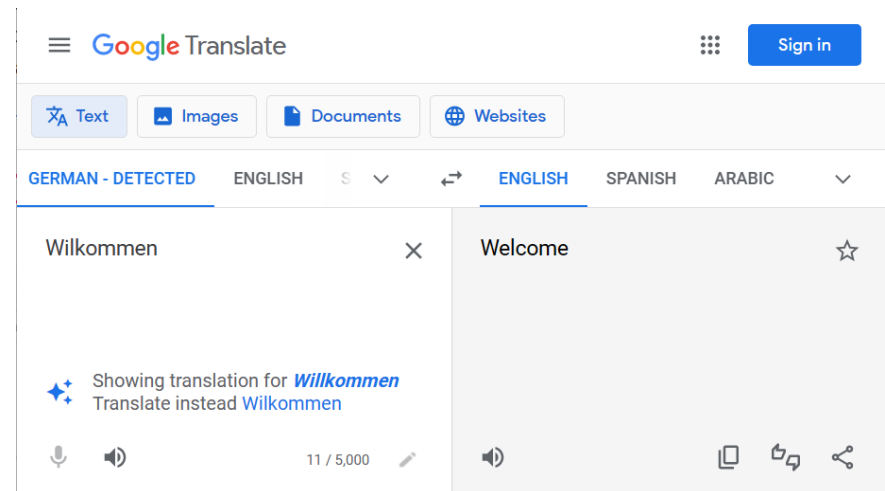 Google Translate
Sign in
Text Images Documents Websites
GERMAN - DETECTED ENGLISH S ENGLISH SPANISH ARABIC
Wilkommen Welcome
Showing translation for Willkommen
Translate instead Wilkommen
11 / 5,000